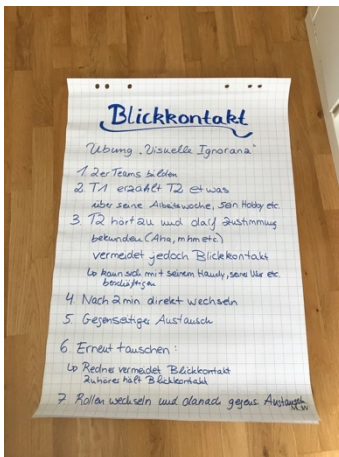 Blickkontakt
Übung „Visuelle Ignoranz"
1. 2er Teams bilden
2. T1 erzählt T2 etwas
über seine Arbeitswoche, sein Hobby etc.
3. T2 hört zu und darf zustimmung
bekunden (Aha, mhm etc)
vermeidet jedoch Blickkontakt
↳ kann sich mit seinem Handy, seiner Uhr etc.
beschäftigen
4. Nach 2min direkt wechseln
5. Gegenseitiger Austausch
6. Erneut tauschen:
↳ Redner vermeidet Blickkontakt
Zuhörer hält Blickkontakt
7. Rollen wechseln und danach gegens. Austausch
M.W